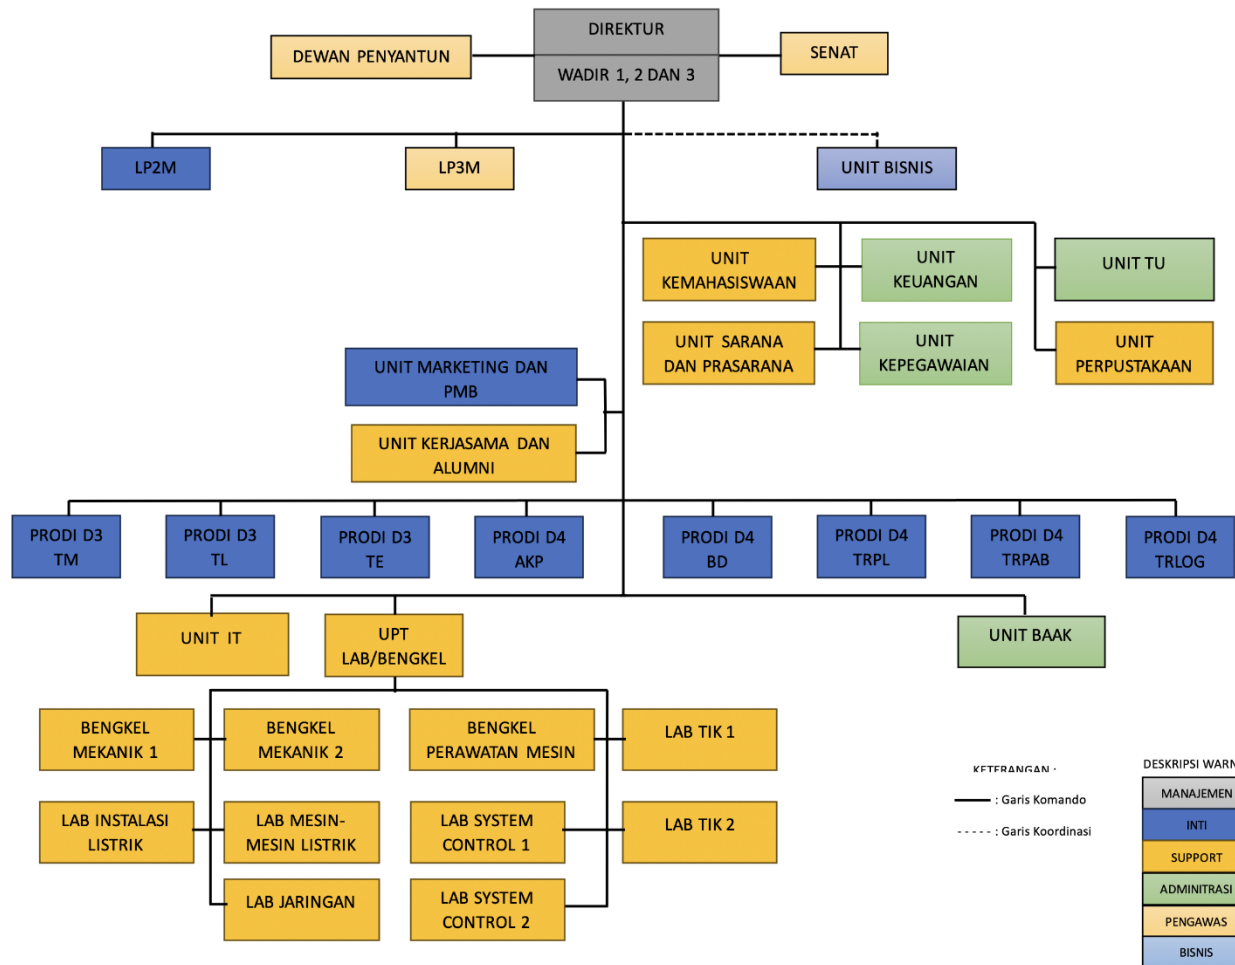 DIREKTUR
DEWAN PENYANTUN
SENAT
WADIR 1, 2 DAN 3
LP2M
LP3M
UNIT BISNIS
UNIT
KEMAHASISWAAN
UNIT
KEUANGAN
UNIT TU
UNIT SARANA
DAN PRASARANA
UNIT
KEPEGAWAIAN
UNIT
PERPUSTAKAAN
UNIT MARKETING DAN
PMB
UNIT KERJASAMA DAN
ALUMNI
PRODI D3
TM
PRODI D3
TL
PRODI D3
TE
PRODI D4
AKP
PRODI D4
BD
PRODI D4
TRPL
PRODI D4
TRPAB
PRODI D4
TRLOG
UNIT IT
UPT
LAB/BENGKEL
UNIT BAAK
BENGKEL
MEKANIK 1
BENGKEL
MEKANIK 2
BENGKEL
PERAWATAN MESIN
LAB TIK 1
LAB INSTALASI
LISTRIK
LAB MESIN-
MESIN LISTRIK
LAB SYSTEM
CONTROL 1
LAB TIK 2
LAB JARINGAN
LAB SYSTEM
CONTROL 2
KETERANGAN :
: Garis Komando
: Garis Koordinasi
DESKRIPSI WARN
MANAJEMEN
INTI
SUPPORT
ADMINITRASI
PENGAWAS
BISNIS